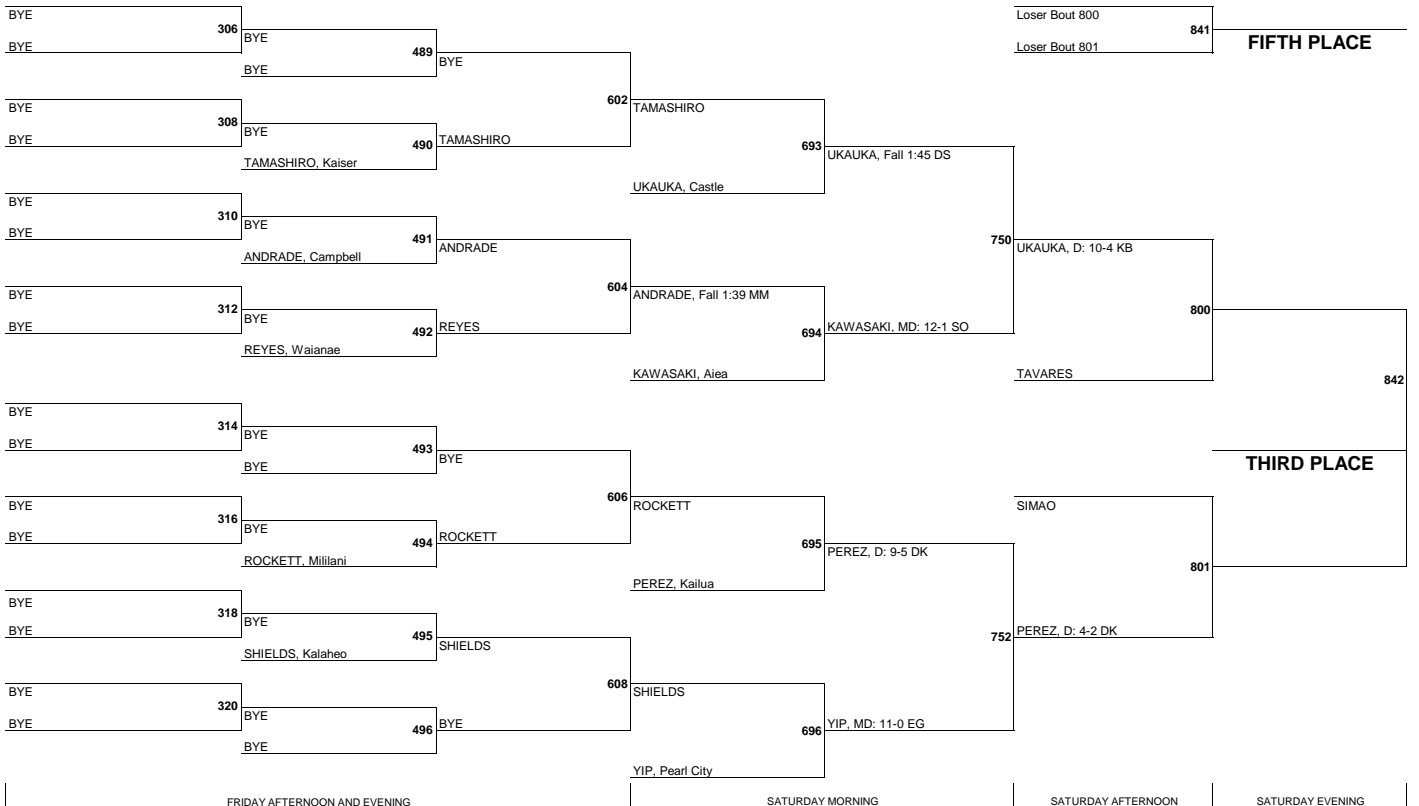 BYE
306
BYE
BYE
489
BYE
BYE
602
TAMASHIRO
BYE
308
BYE
BYE
490
TAMASHIRO
TAMASHIRO, Kaiser
693
UKAUKA, Fall 1:45 DS
UKAUKA, Castle
BYE
310
BYE
BYE
491
ANDRADE
ANDRADE, Campbell
750
UKAUKA, D: 10-4 KB
604
ANDRADE, Fall 1:39 MM
BYE
312
BYE
BYE
492
REYES
REYES, Waianae
694
KAWASAKI, MD: 12-1 SO
KAWASAKI, Aiea
Loser Bout 800
841
Loser Bout 801
FIFTH PLACE
800
TAVARES
842
THIRD PLACE
BYE
314
BYE
BYE
493
BYE
BYE
606
ROCKETT
BYE
316
BYE
BYE
494
ROCKETT
ROCKETT, Mililani
695
PEREZ, D: 9-5 DK
PEREZ, Kailua
SIMAO
801
BYE
318
BYE
BYE
495
SHIELDS
SHIELDS, Kalaheo
752
PEREZ, D: 4-2 DK
608
SHIELDS
BYE
320
BYE
BYE
496
BYE
BYE
696
YIP, MD: 11-0 EG
YIP, Pearl City
FRIDAY AFTERNOON AND EVENING
SATURDAY MORNING
SATURDAY AFTERNOON
SATURDAY EVENING